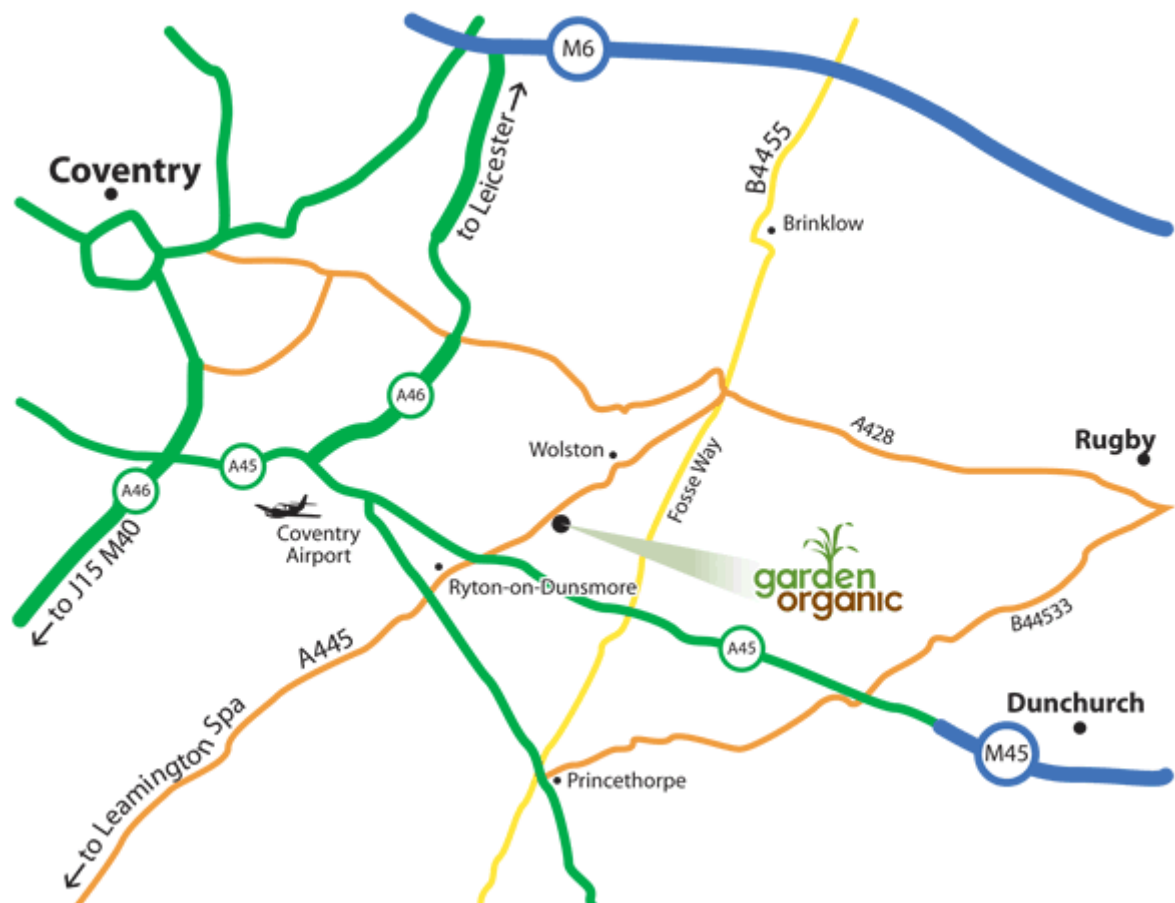 M6
Coventry
to Leicester
B4455
Brinklow
A46
Wolston
A428
Rugby
A45
Fosse Way
A46
Coventry
Airport
to J15 M40
Ryton-on-Dunsmore
garden
organic
B44533
A445
A45
Dunchurch
to Leamington Spa
M45
Princethorpe